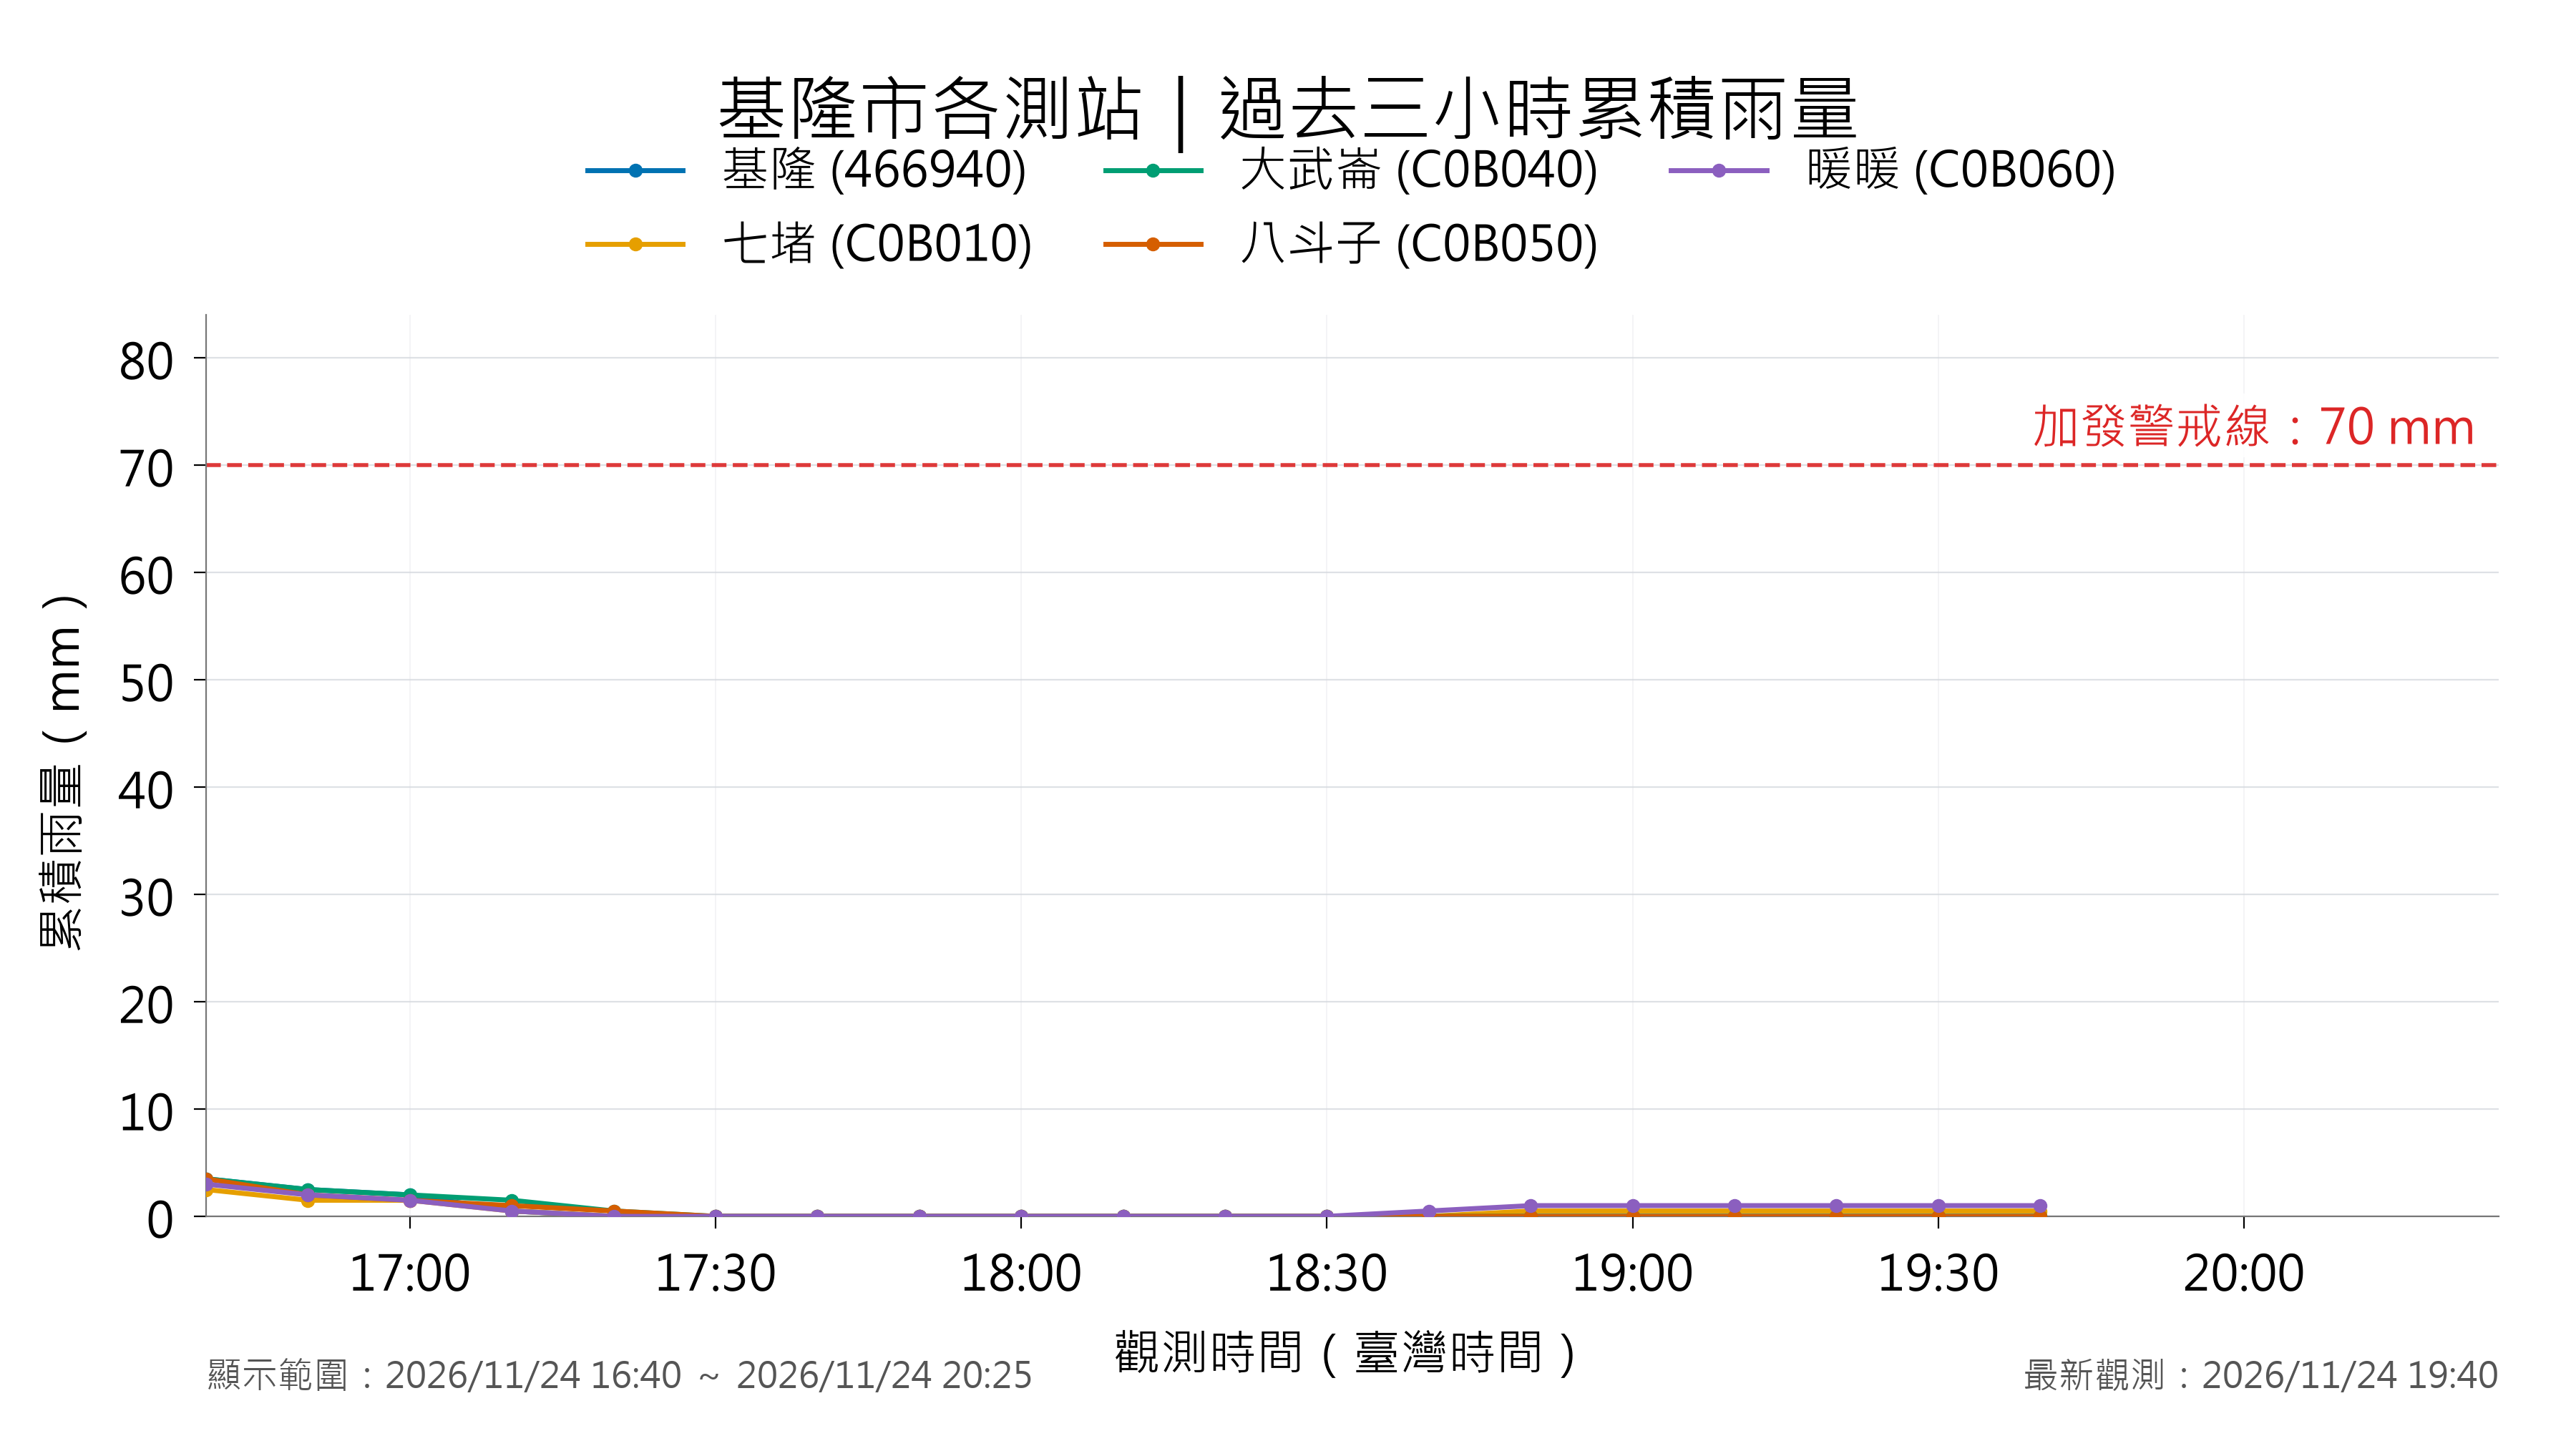 基隆市各測站｜過去三小時累積雨量
基隆 (466940)
大武崙 (C0B040)
暖暖 (C0B060)
七堵 (C0B010)
八斗子 (C0B050)
80
加發警戒線：70 mm
70
60
50
40
30
20
10
0
累積雨量（mm）
17:00
17:30
18:00
18:30
19:00
19:30
20:00
觀測時間（臺灣時間）
顯示範圍：2026/11/24 16:40 ~ 2026/11/24 20:25
最新觀測：2026/11/24 19:40